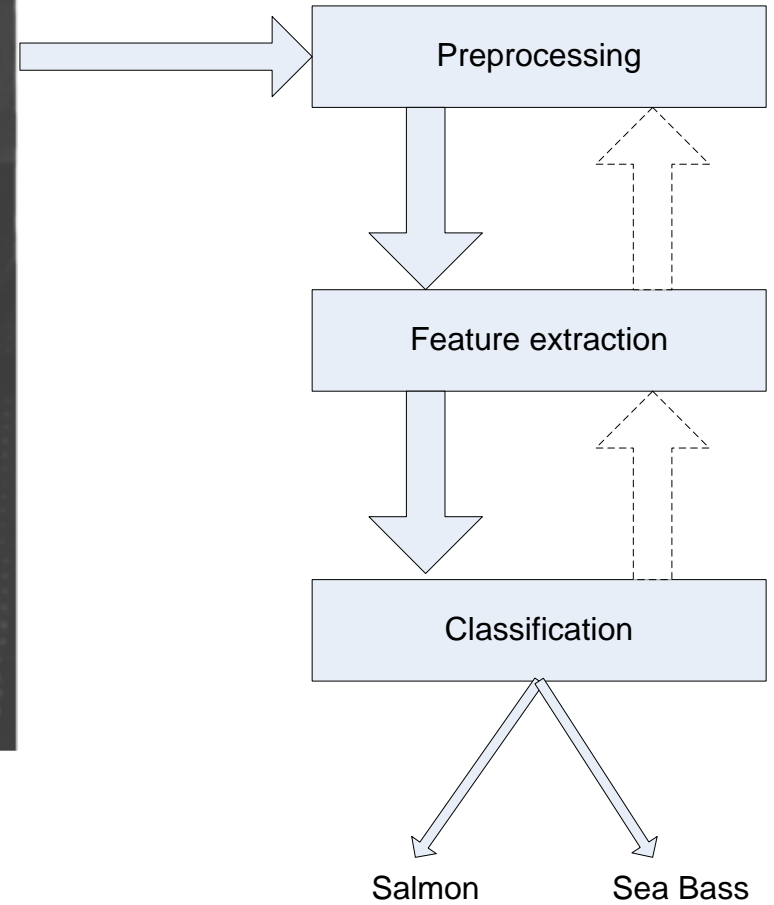 Preprocessing
Feature extraction
Classification
Salmon
Sea Bass